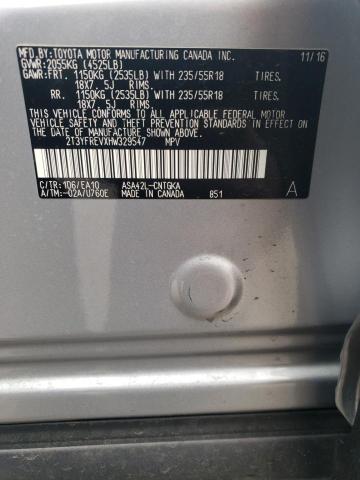 MFD.BY:TOYOTA MOTOR MANUFACTURING CANADA INC. 11/16
GVWR:2055KG(4525LB)
GAWR:FRT. 1150KG(2535LB)WITH 235/55R18 TIRES.
18X7.5J RIMS.
RR. 1150KG(2535LB)WITH 235/55R18 TIRES.
18X7.5J RIMS.
THIS VEHICLE CONFORMS TO ALL APPLICABLE FEDERAL MOTOR
VEHICLE SAFETY STANDARDS IN EFFECT ON THE DATE OF
MANUFACTURE SHOWN ABOVE.
2T3YFREVXHW329547 MPV
C/TR:1D6/EA10 ASA42L-CNTGKA A
A/TM:-02A/U760E MADE IN CANADA 851